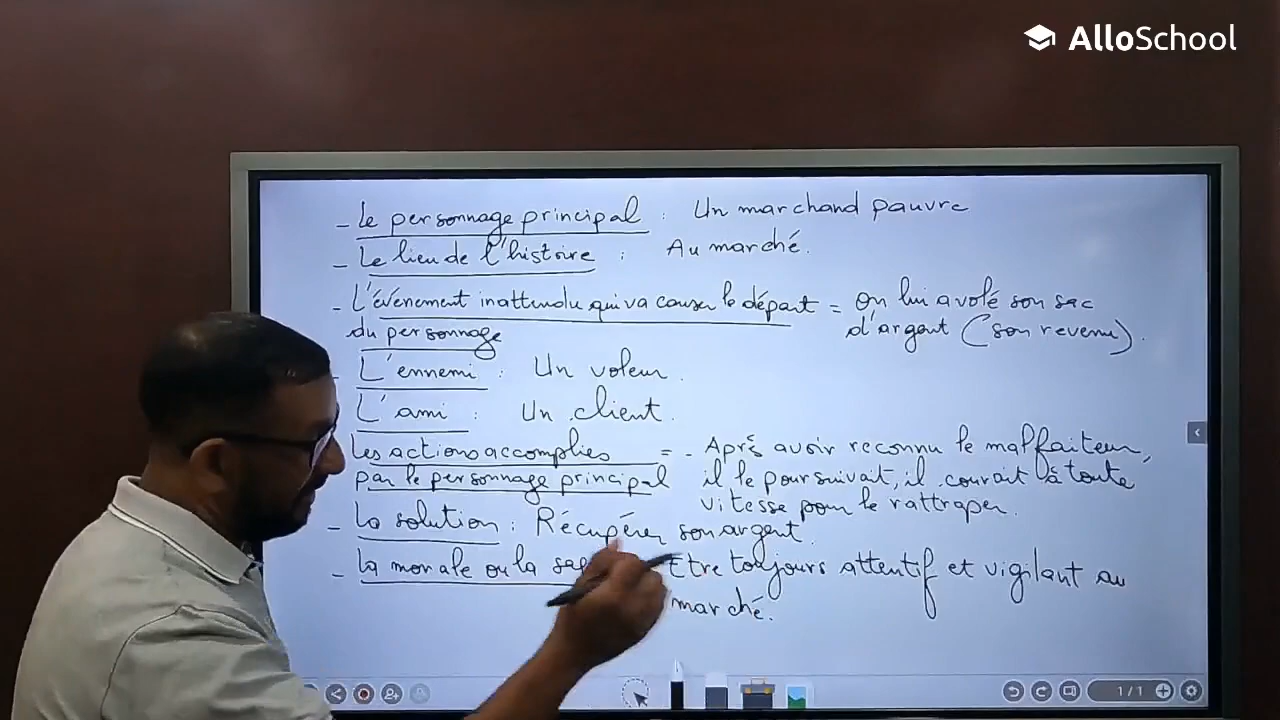 AlloSchool
- Le personnage principal : Un marchand pauvre
- Le lieu de l'histoire : Au marché.
- L'événement inattendu qui va causer le départ = On lui a volé son sac
du personnage d'argent (son revenu).
- L'ennemi : Un voleur.
L'ami : Un client.
Les actions accomplies = - Après avoir reconnu le malfaiteur,
par le personnage principal il le poursuivait, il courait à toute
vitesse pour le rattraper.
- La solution : Récupérer son argent.
- La morale ou la Etre toujours attentif et vigilant au
marché.
1/1